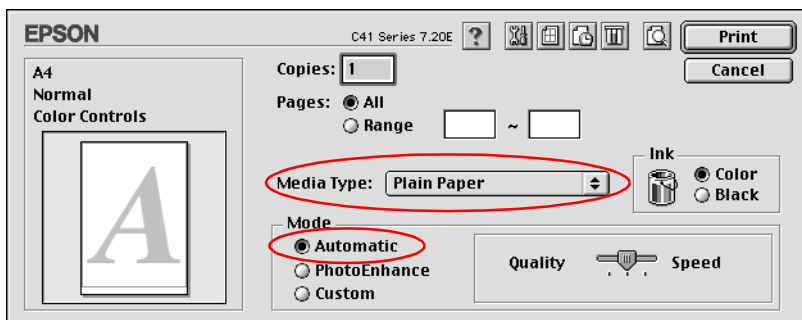 EPSON
C41 Series 7.20E
?
Print
Cancel
A4
Normal
Color Controls
A
Copies: 1
Pages: All
Range ~
Media Type: Plain Paper
Ink
Color
Black
Mode
Automatic
PhotoEnhance
Custom
Quality Speed